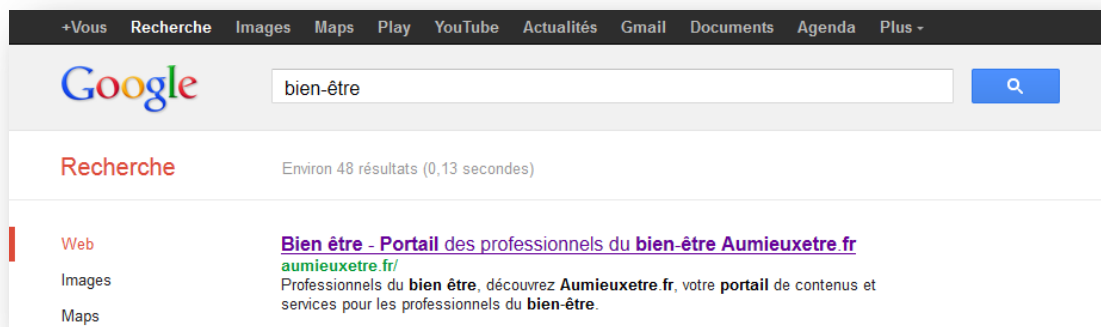 +Vous Recherche Images Maps Play YouTube Actualités Gmail Documents Agenda Plus
Google
bien-être
Recherche
Environ 48 résultats (0,13 secondes)
Web
Images
Maps
Bien être - Portail des professionnels du bien-être Aumieuxetre.fr
aumieuxetre.fr/
Professionnels du bien être, découvrez Aumieuxetre.fr, votre portail de contenus et
services pour les professionnels du bien-être.